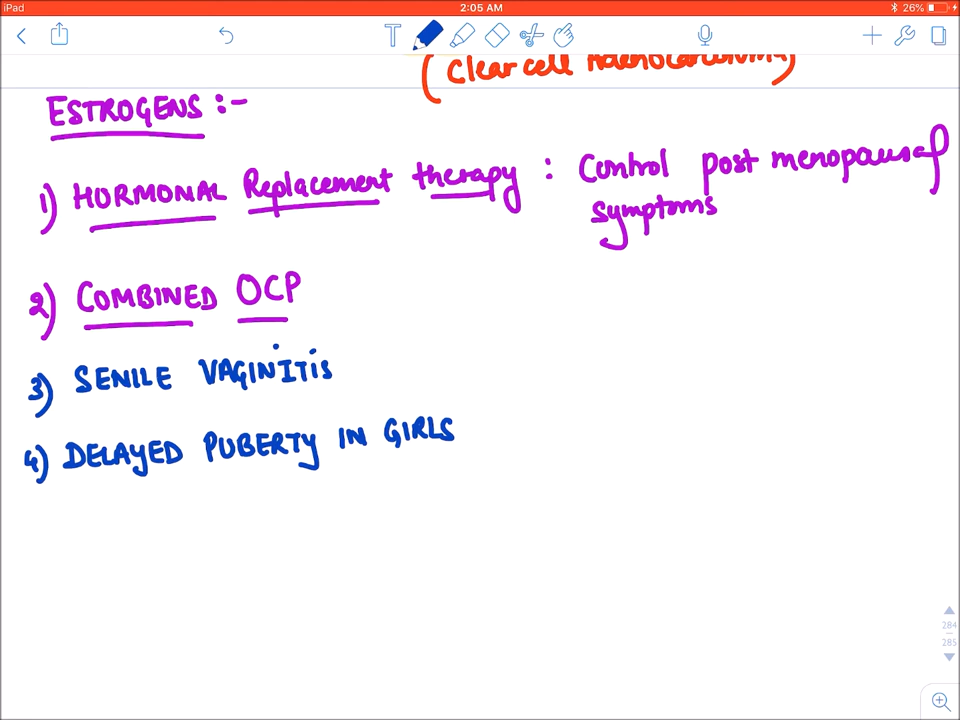 iPad
2:05 AM
26%
T
(Clear cell Adenocarcinoma)
ESTROGENS :-
1) HORMONAL Replacement therapy : Control post menopausal
symptoms
2) COMBINED OCP
3) SENILE VAGINITIS
4) DELAYED PUBERTY IN GIRLS
284
285